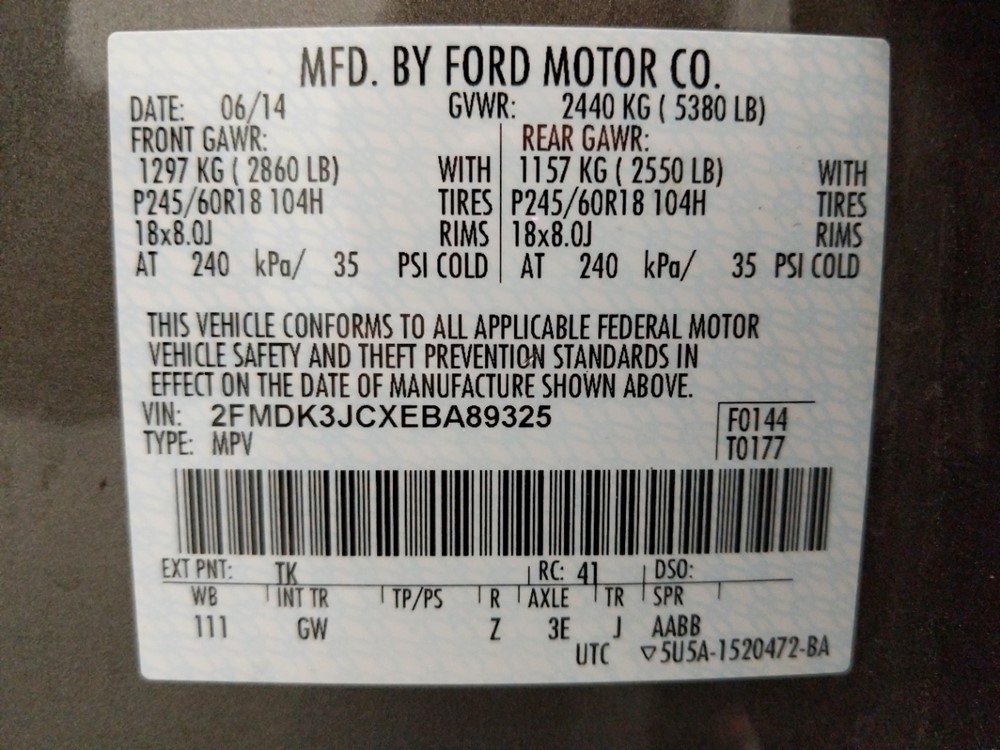 MFD. BY FORD MOTOR CO.
DATE: 06/14 GVWR: 2440 KG ( 5380 LB)
FRONT GAWR: REAR GAWR:
1297 KG ( 2860 LB) WITH 1157 KG ( 2550 LB) WITH
P245/60R18 104H TIRES P245/60R18 104H TIRES
18x8.0J RIMS 18x8.0J RIMS
AT 240 kPa/ 35 PSI COLD AT 240 kPa/ 35 PSI COLD
THIS VEHICLE CONFORMS TO ALL APPLICABLE FEDERAL MOTOR
VEHICLE SAFETY AND THEFT PREVENTION STANDARDS IN
EFFECT ON THE DATE OF MANUFACTURE SHOWN ABOVE.
VIN: 2FMDK3JCXEBA89325 F0144
TYPE: MPV T0177
EXT PNT: TK RC: 41 DSO:
WB INT TR TP/PS R AXLE TR SPR
111 GW Z 3E J AABB
UTC ▽5U5A-1520472-BA